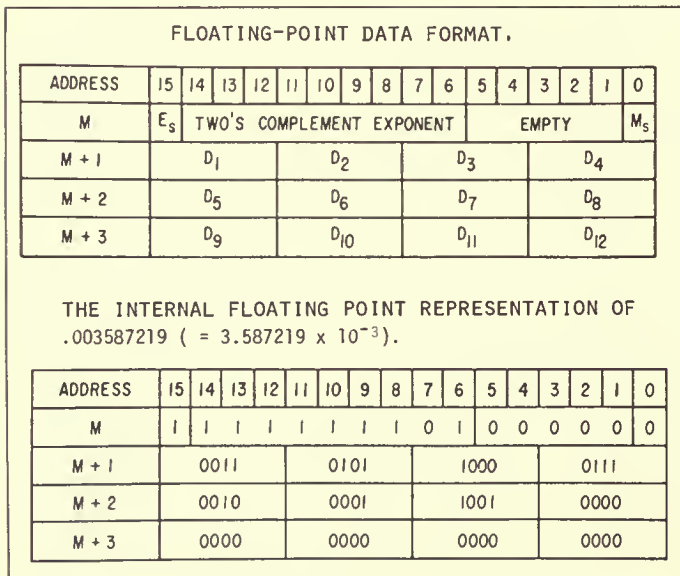 FLOATING-POINT DATA FORMAT.
ADDRESS 15 14 13 12 11 10 9 8 7 6 5 4 3 2 1 0
M Es TWO'S COMPLEMENT EXPONENT EMPTY Ms
M + 1 D1 D2 D3 D4
M + 2 D5 D6 D7 D8
M + 3 D9 D10 D11 D12
THE INTERNAL FLOATING POINT REPRESENTATION OF
.003587219 ( = 3.587219 x 10⁻³).
ADDRESS 15 14 13 12 11 10 9 8 7 6 5 4 3 2 1 0
M 1 1 1 1 1 1 1 1 0 1 0 0 0 0 0 0
M + 1 0011 0101 1000 0111
M + 2 0010 0001 1001 0000
M + 3 0000 0000 0000 0000